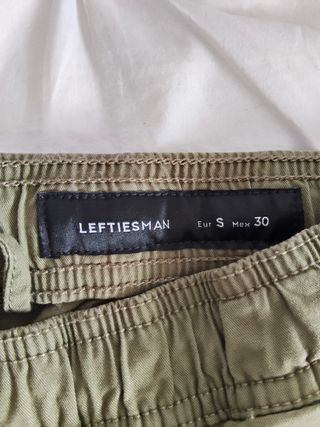 LEFTIESMAN Eur S Mex 30